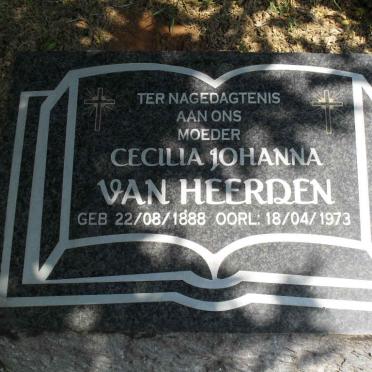 TER NAGEDAGTENIS
AAN ONS
MOEDER
CECILIA JOHANNA
VAN HEERDEN
GEB 22/08/1888 OORL: 18/04/1973